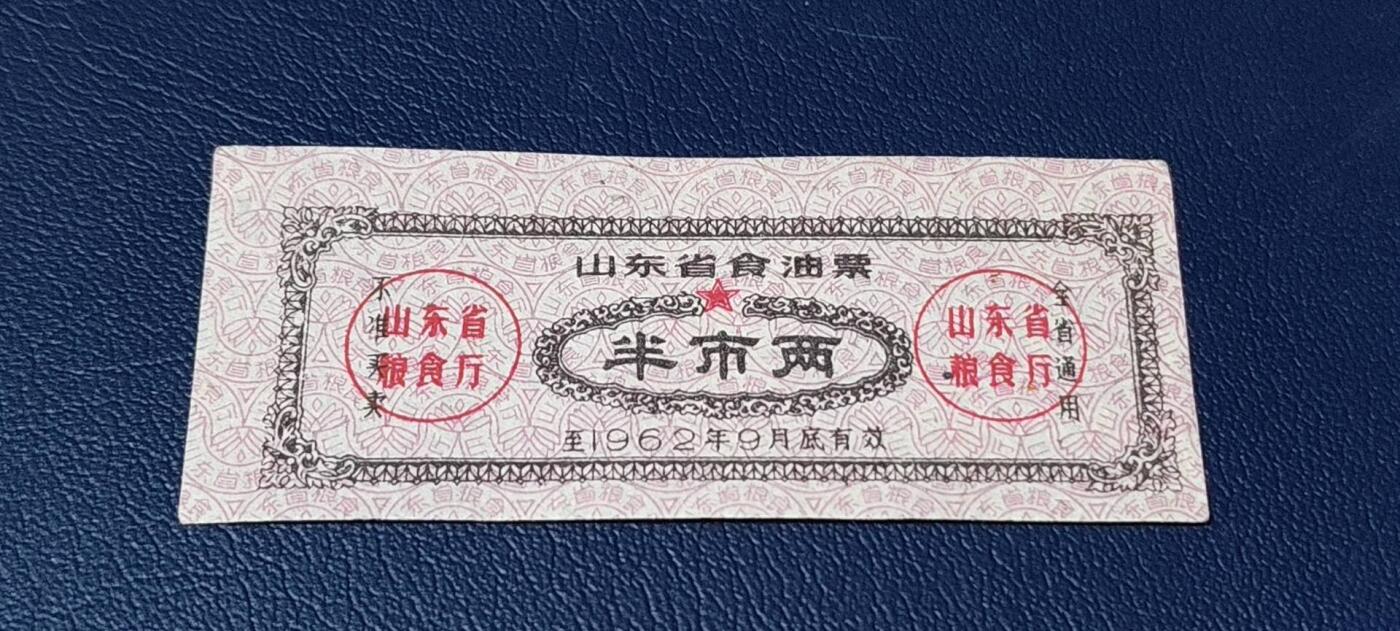 山东省食油票
不准买卖
山东省
粮食厅
半市两
山东省
粮食厅
全省通用
至1962年9月底有效